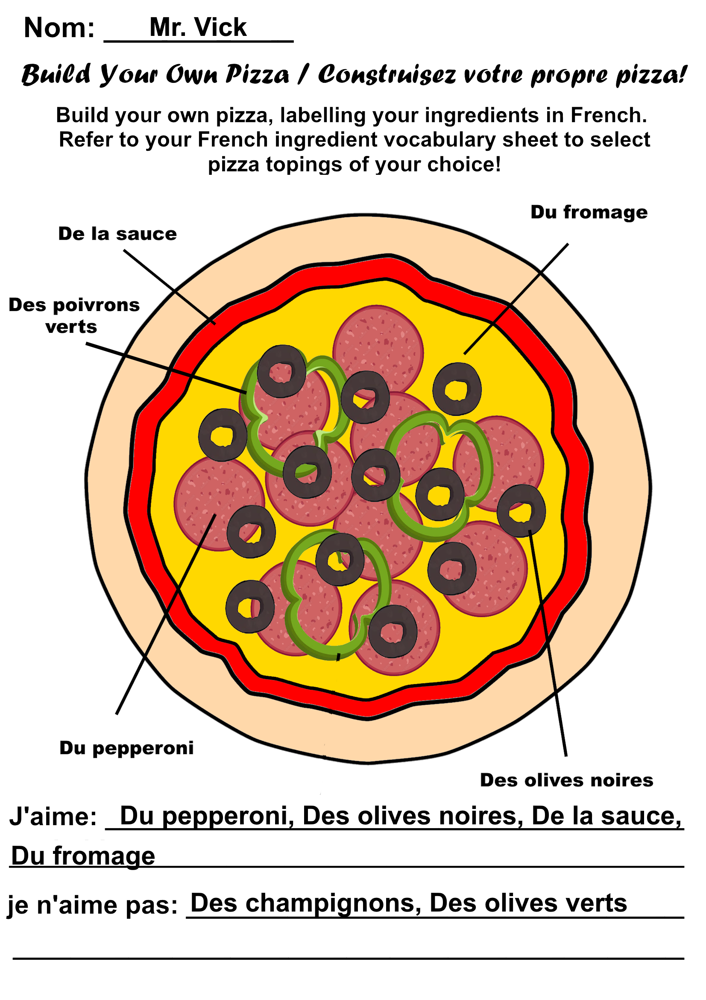 Nom: Mr. Vick
Build Your Own Pizza / Construisez votre propre pizza!
Build your own pizza, labelling your ingredients in French.
Refer to your French ingredient vocabulary sheet to select
pizza topings of your choice!
Du fromage
De la sauce
Des poivrons
verts
Du pepperoni
Des olives noires
J'aime: Du pepperoni, Des olives noires, De la sauce,
Du fromage
je n'aime pas: Des champignons, Des olives verts